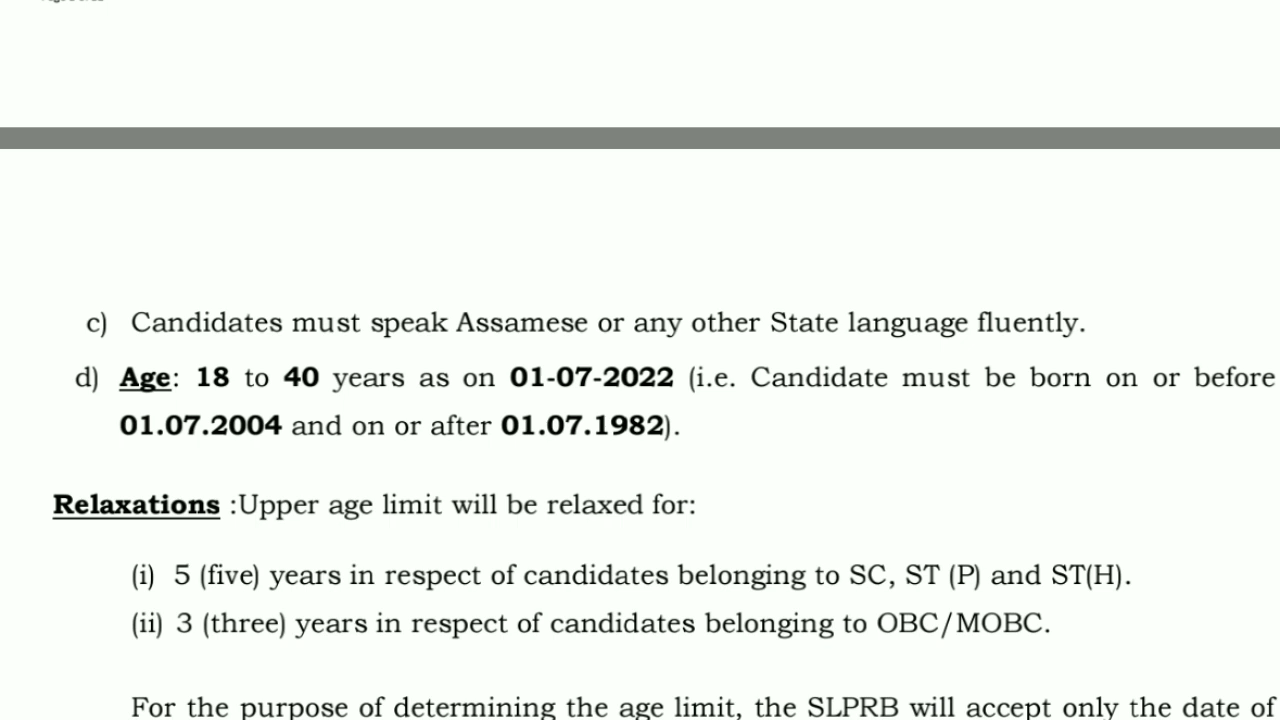 c) Candidates must speak Assamese or any other State language fluently.
d) Age: 18 to 40 years as on 01-07-2022 (i.e. Candidate must be born on or before
01.07.2004 and on or after 01.07.1982).
Relaxations :Upper age limit will be relaxed for:
(i) 5 (five) years in respect of candidates belonging to SC, ST (P) and ST(H).
(ii) 3 (three) years in respect of candidates belonging to OBC/MOBC.
For the purpose of determining the age limit, the SLPRB will accept only the date of